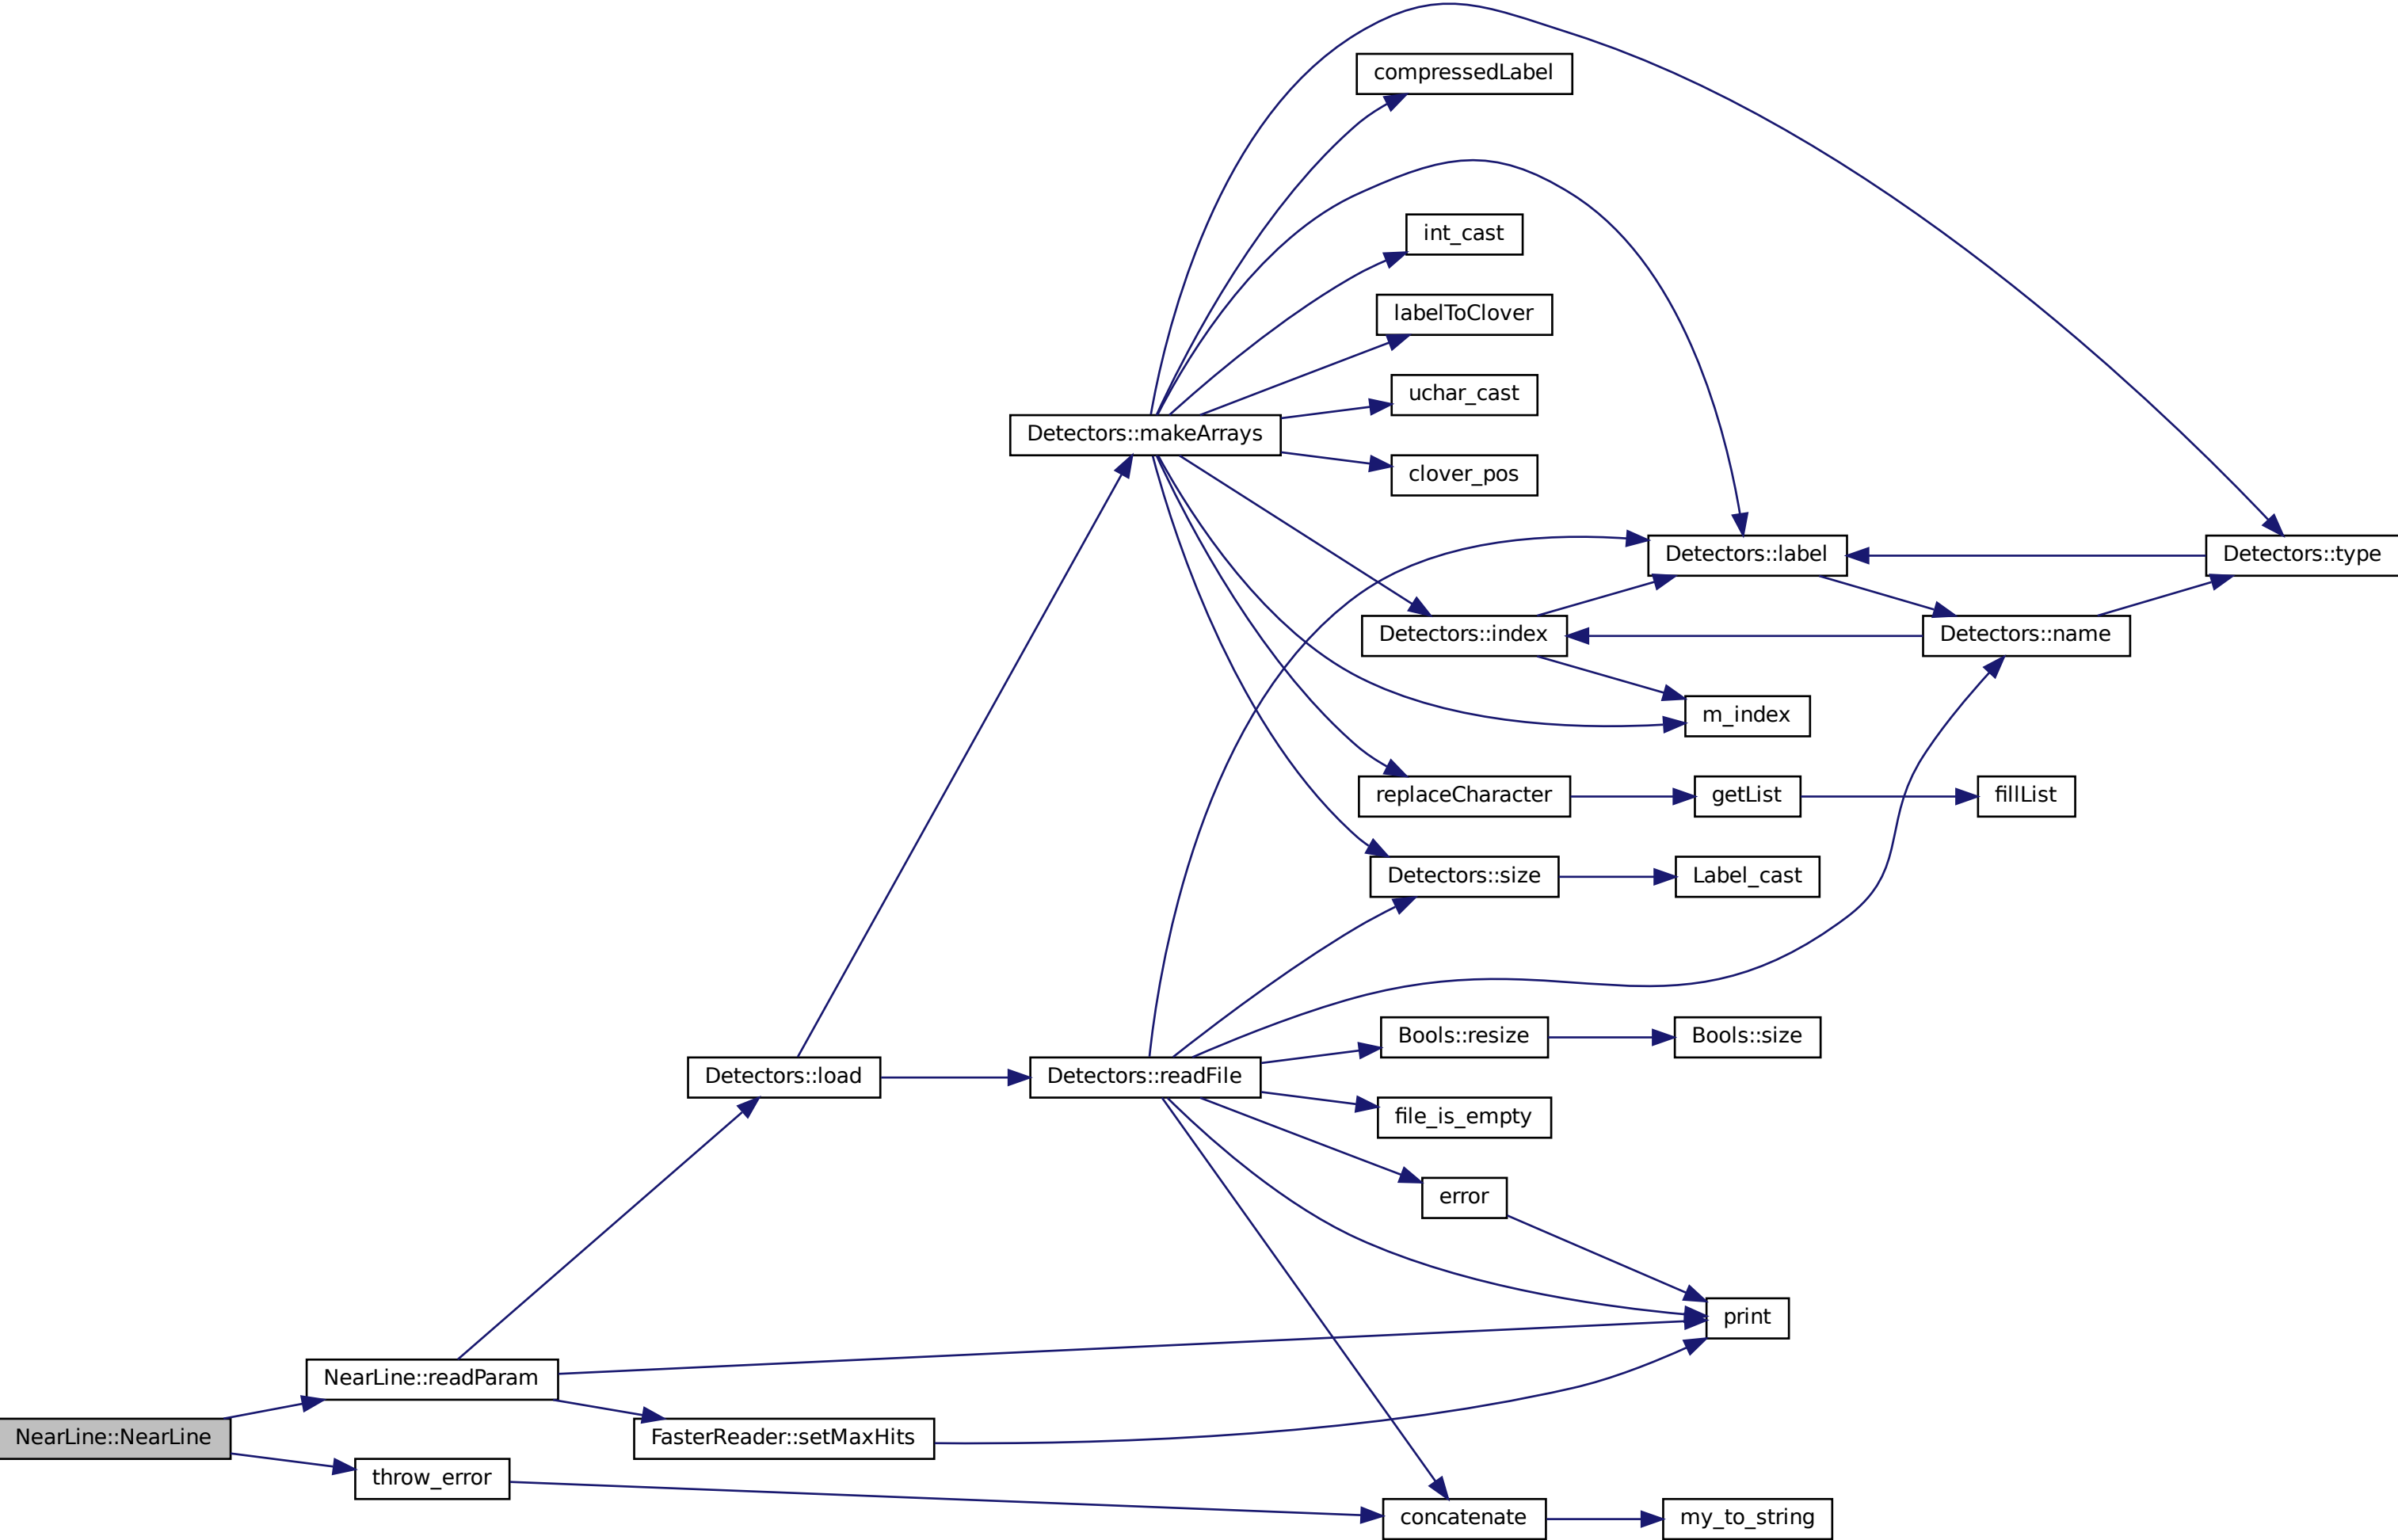 compressedLabel
int_cast
labelToClover
uchar_cast
Detectors::makeArrays
clover_pos
Detectors::label
Detectors::type
Detectors::index
Detectors::name
m_index
replaceCharacter
getList
fillList
Detectors::size
Label_cast
Bools::resize
Bools::size
Detectors::load
Detectors::readFile
file_is_empty
error
print
NearLine::readParam
NearLine::NearLine
FasterReader::setMaxHits
throw_error
concatenate
my_to_string